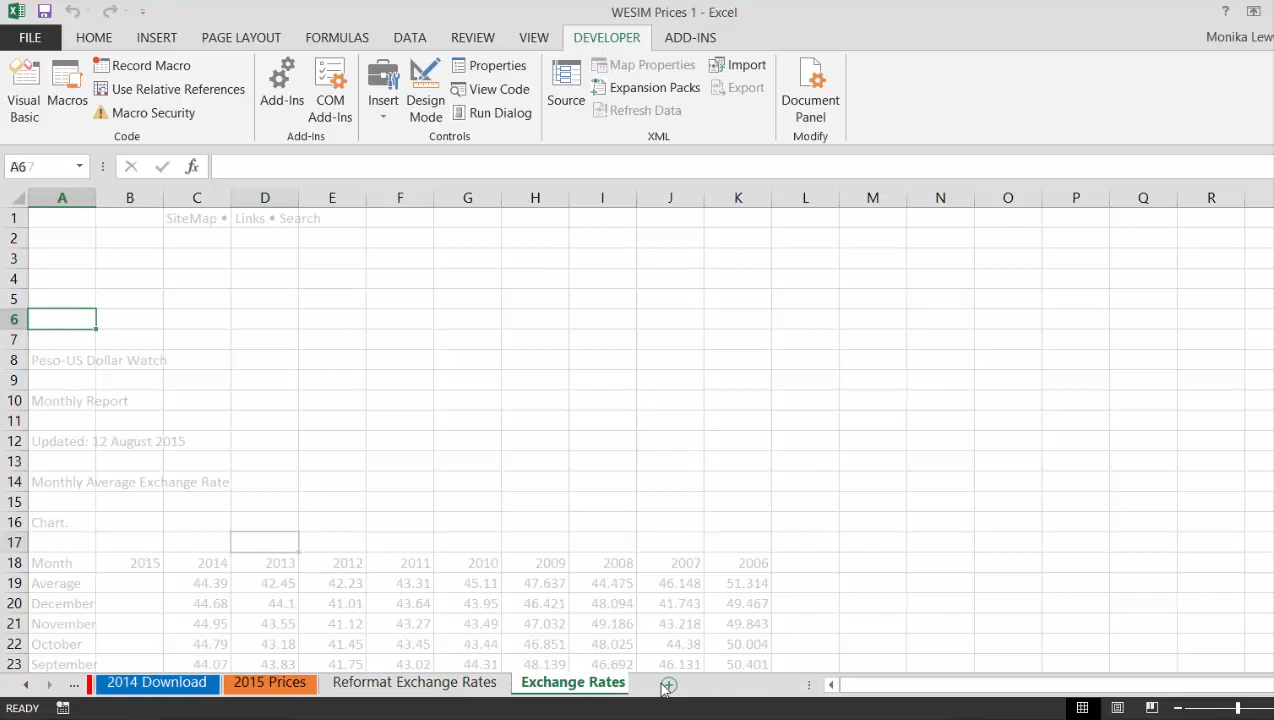 WESIM Prices 1 - Excel
?
FILE HOME INSERT PAGE LAYOUT FORMULAS DATA REVIEW VIEW DEVELOPER ADD-INS
Monika Lew
Visual Basic
Macros
Record Macro
Use Relative References
Macro Security
Code
Add-Ins
COM Add-Ins
Add-Ins
Insert
Design Mode
Properties
View Code
Run Dialog
Controls
Source
Map Properties
Expansion Packs
Refresh Data
Import
Export
XML
Document Panel
Modify
A67
fx
A B C D E F G H I J K L M N O P Q R
1 SiteMap • Links • Search
2
3
4
5
6
7
8 Peso-US Dollar Watch
9
10 Monthly Report
11
12 Updated: 12 August 2015
13
14 Monthly Average Exchange Rate
15
16 Chart.
17
18 Month 2015 2014 2013 2012 2011 2010 2009 2008 2007 2006
19 Average 44.39 42.45 42.23 43.31 45.11 47.637 44.475 46.148 51.314
20 December 44.68 44.1 41.01 43.64 43.95 46.421 48.094 41.743 49.467
21 November 44.95 43.55 41.12 43.27 43.49 47.032 49.186 43.218 49.843
22 October 44.79 43.18 41.45 43.45 43.44 46.851 48.025 44.38 50.004
23 September 44.07 43.83 41.75 43.02 44.31 48.139 46.692 46.131 50.401
... 2014 Download 2015 Prices Reformat Exchange Rates Exchange Rates
READY